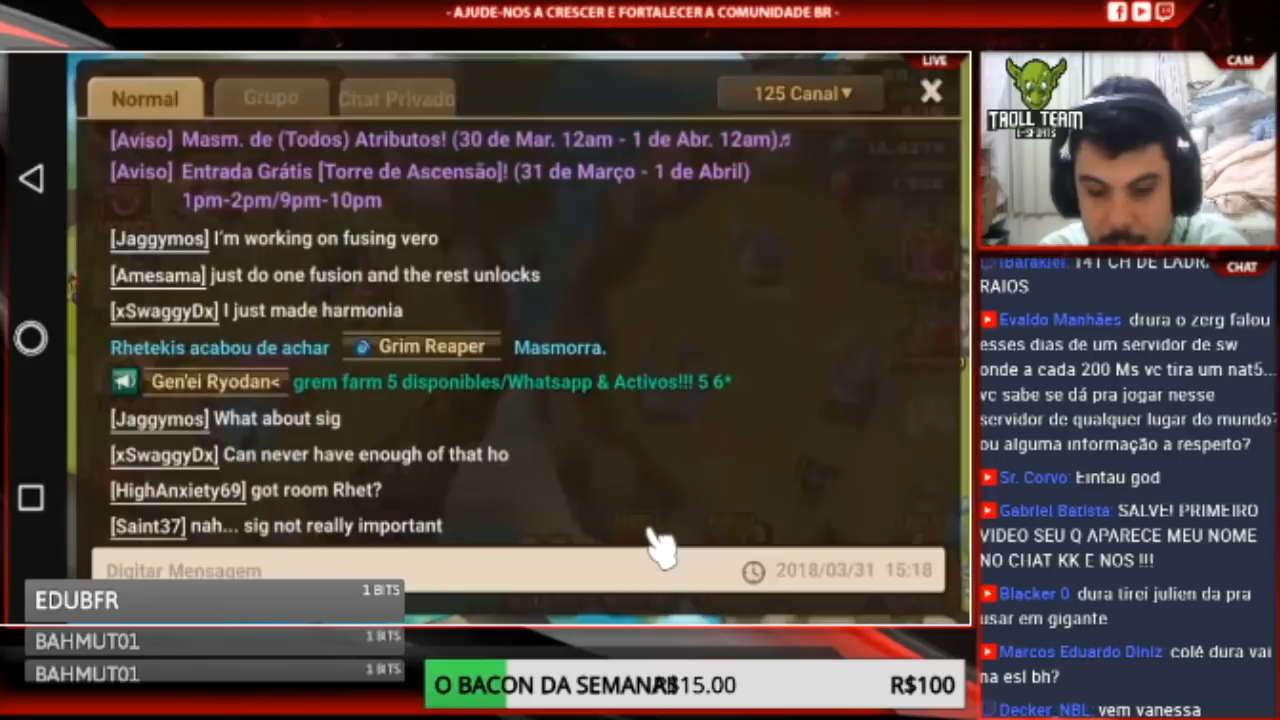 - AJUDE-NOS A CRESCER E FORTALECER A COMUNIDADE BR -
LIVE
Normal
Grupo
Chat Privado
125 Canal▼
[Aviso] Masm. de (Todos) Atributos! (30 de Mar. 12am - 1 de Abr. 12am)♬
[Aviso] Entrada Grátis [Torre de Ascensão]! (31 de Março - 1 de Abril)
1pm-2pm/9pm-10pm
[Jaggymos] I'm working on fusing vero
[Amesama] just do one fusion and the rest unlocks
[xSwaggyDx] I just made harmonia
Rhetekis acabou de achar Grim Reaper Masmorra.
Gen'ei Ryodan< grem farm 5 disponibles/Whatsapp & Activos!!! 5 6*
[Jaggymos] What about sig
[xSwaggyDx] Can never have enough of that ho
[HighAnxiety69] got room Rhet?
[Saint37] nah... sig not really important
Digitar Mensagem
2018/03/31 15:18
EDUBFR
1 BITS
BAHMUT01
1 BITS
BAHMUT01
1 BITS
O BACON DA SEMANA
R$15.00
R$100
CAM
TROLL TEAM
E-SPORTS
CHAT
141 CH DE
RAIOS
Evaldo Manhães drura o zerg falou
esses dias de um servidor de sw
onde a cada 200 Ms vc tira um nat5...
vc sabe se dá pra jogar nesse
servidor de qualquer lugar do mundo?
ou alguma informação a respeito?
Sr. Corvo: Eintau god
Gabriel Batista: SALVE! PRIMEIRO
VIDEO SEU Q APARECE MEU NOME
NO CHAT KK E NOS !!!
Blacker 0 dura tirei julien da pra
usar em gigante
Marcos Eduardo Diniz colê dura vai
na esl bh?
Decker_NBL: vem vanessa